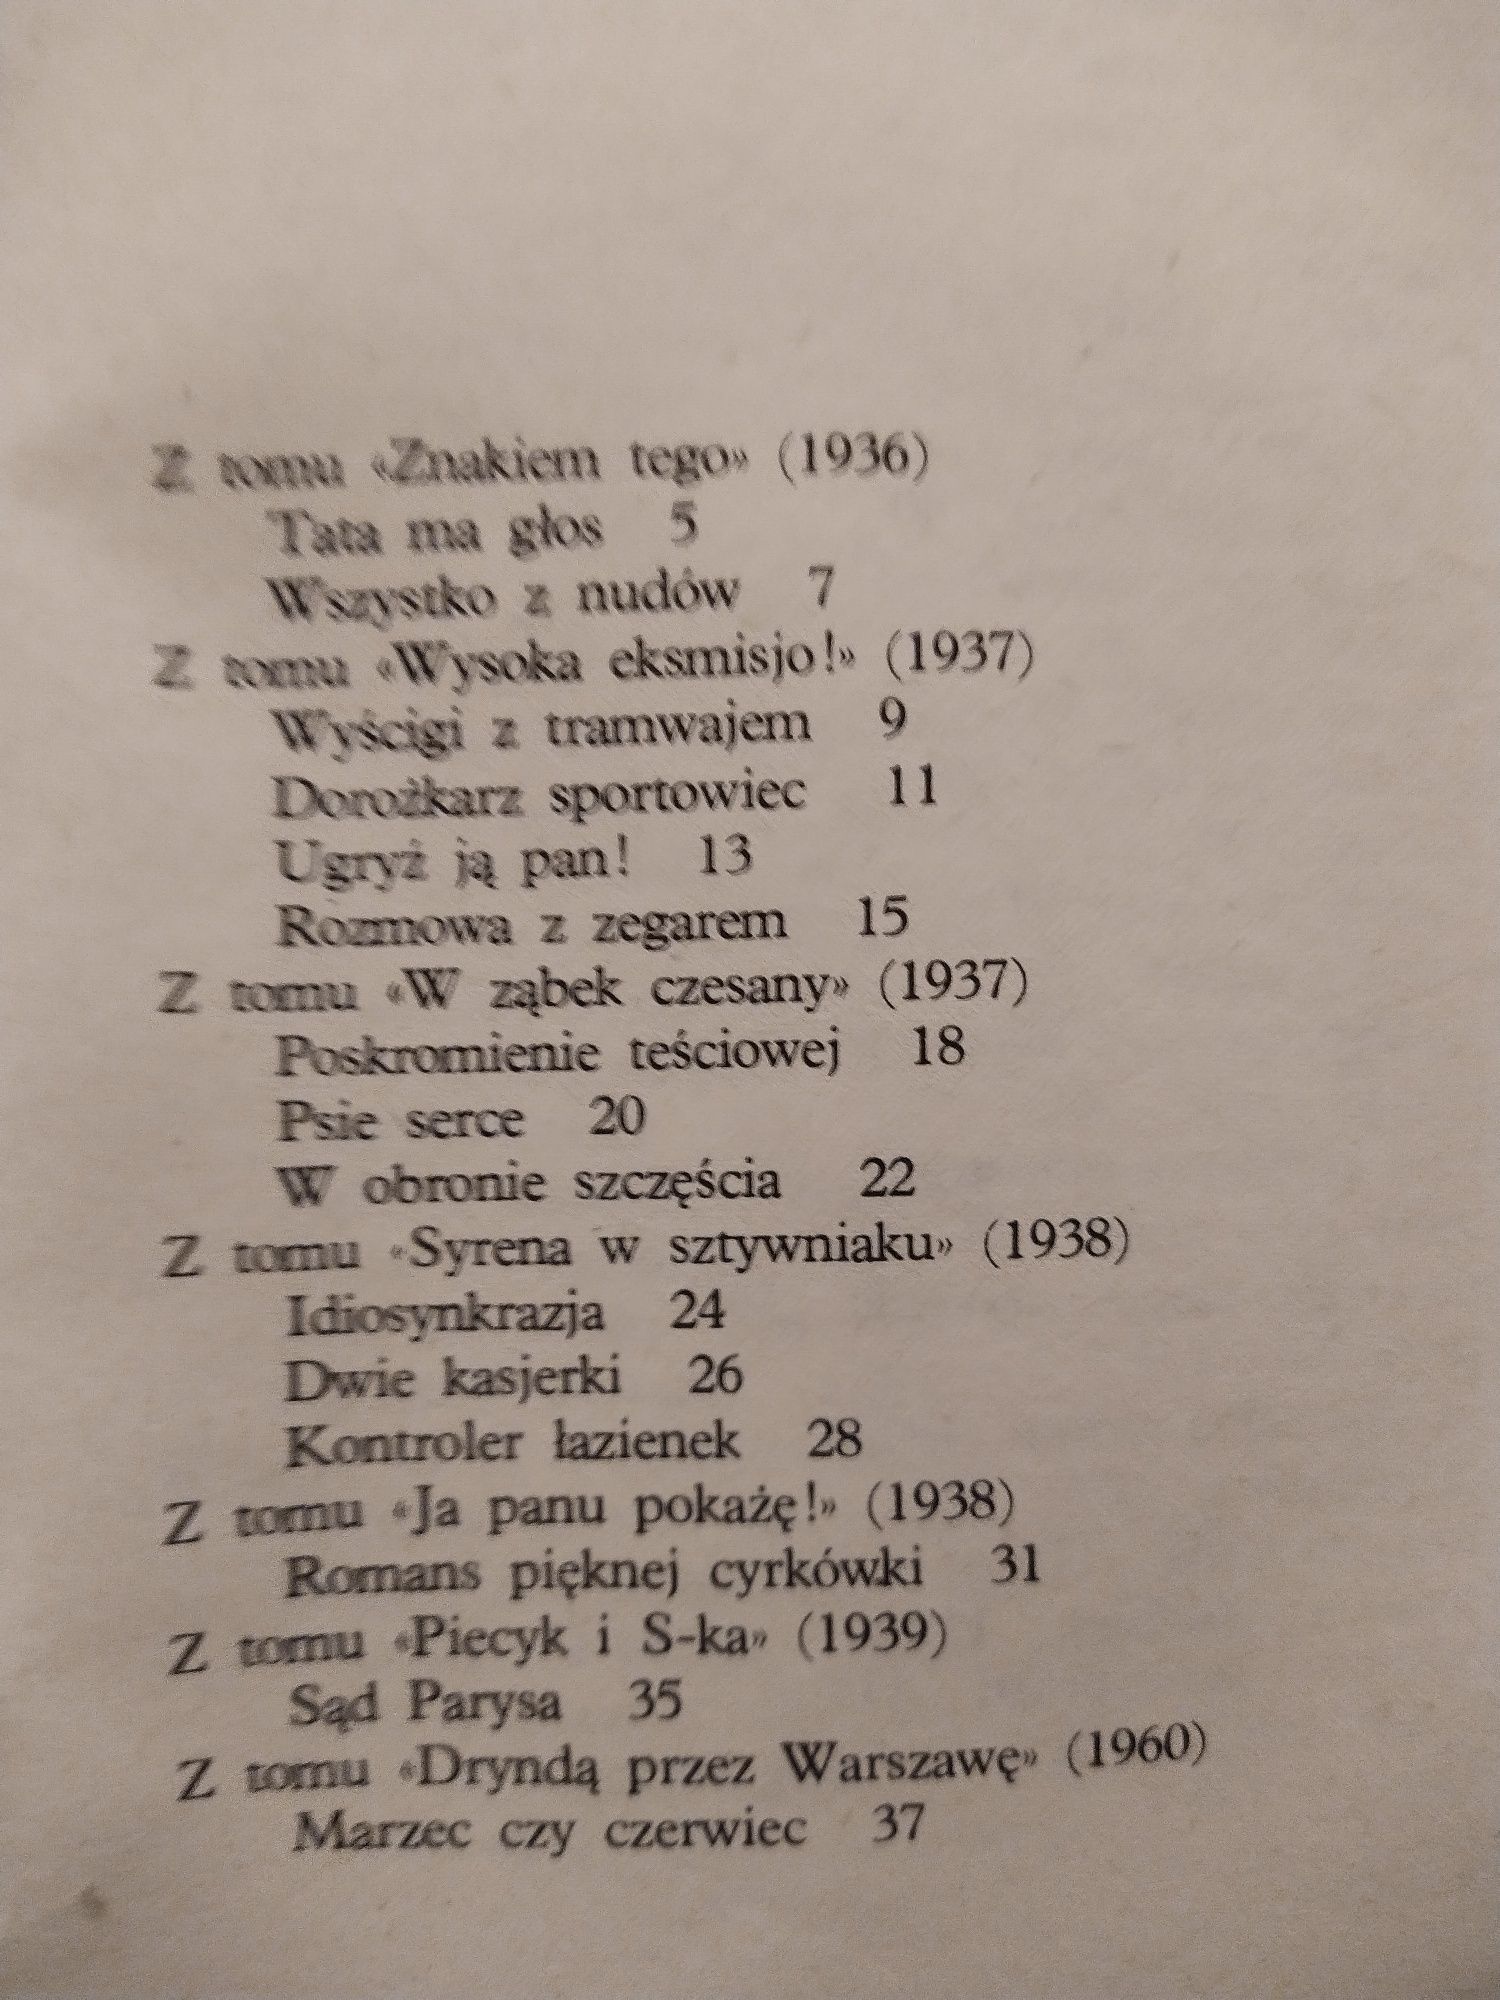 Z tomu «Znakiem tego» (1936)
Tata ma głos 5
Wszystko z nudów 7
Z tomu «Wysoka eksmisjo!» (1937)
Wyścigi z tramwajem 9
Dorożkarz sportowiec 11
Ugryź ją pan! 13
Rozmowa z zegarem 15
Z tomu «W ząbek czesany» (1937)
Poskromienie teściowej 18
Psie serce 20
W obronie szczęścia 22
Z tomu «Syrena w sztywniaku» (1938)
Idiosynkrazja 24
Dwie kasjerki 26
Kontroler łazienek 28
Z tomu «Ja panu pokażę!» (1938)
Romans pięknej cyrkówki 31
Z tomu «Piecyk i S-ka» (1939)
Sąd Parysa 35
Z tomu «Dryndą przez Warszawę» (1960)
Marzec czy czerwiec 37